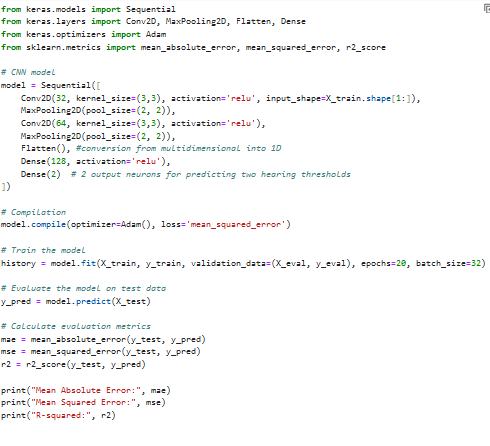 from keras.models import Sequential
from keras.layers import Conv2D, MaxPooling2D, Flatten, Dense
from keras.optimizers import Adam
from sklearn.metrics import mean_absolute_error, mean_squared_error, r2_score

# CNN model
model = Sequential([
    Conv2D(32, kernel_size=(3,3), activation='relu', input_shape=X_train.shape[1:]),
    MaxPooling2D(pool_size=(2, 2)),
    Conv2D(64, kernel_size=(3,3), activation='relu'),
    MaxPooling2D(pool_size=(2, 2)),
    Flatten(), #conversion from multidimensional into 1D
    Dense(128, activation='relu'),
    Dense(2)  # 2 output neurons for predicting two hearing thresholds
])

# Compilation
model.compile(optimizer=Adam(), loss='mean_squared_error')

# Train the model
history = model.fit(X_train, y_train, validation_data=(X_eval, y_eval), epochs=20, batch_size=32)

# Evaluate the model on test data
y_pred = model.predict(X_test)

# Calculate evaluation metrics
mae = mean_absolute_error(y_test, y_pred)
mse = mean_squared_error(y_test, y_pred)
r2 = r2_score(y_test, y_pred)

print("Mean Absolute Error:", mae)
print("Mean Squared Error:", mse)
print("R-squared:", r2)